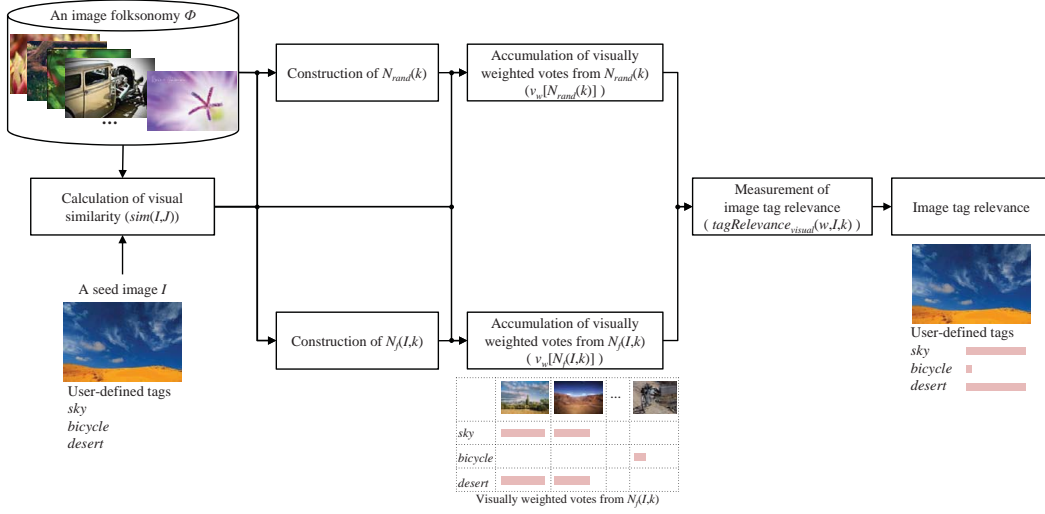 An image folksonomy Φ
...
Construction of N_rand(k)
Accumulation of visually
weighted votes from N_rand(k)
(v_w[N_rand(k)] )
Calculation of visual
similarity (sim(I,J))
Measurement of
image tag relevance
( tagRelevance_visual(w,I,k) )
Image tag relevance
A seed image I
User-defined tags
sky
bicycle
desert
Construction of N_f(I,k)
Accumulation of visually
weighted votes from N_f(I,k)
( v_w[N_f(I,k)] )
...
sky
bicycle
desert
Visually weighted votes from N_f(I,k)
User-defined tags
sky
bicycle
desert